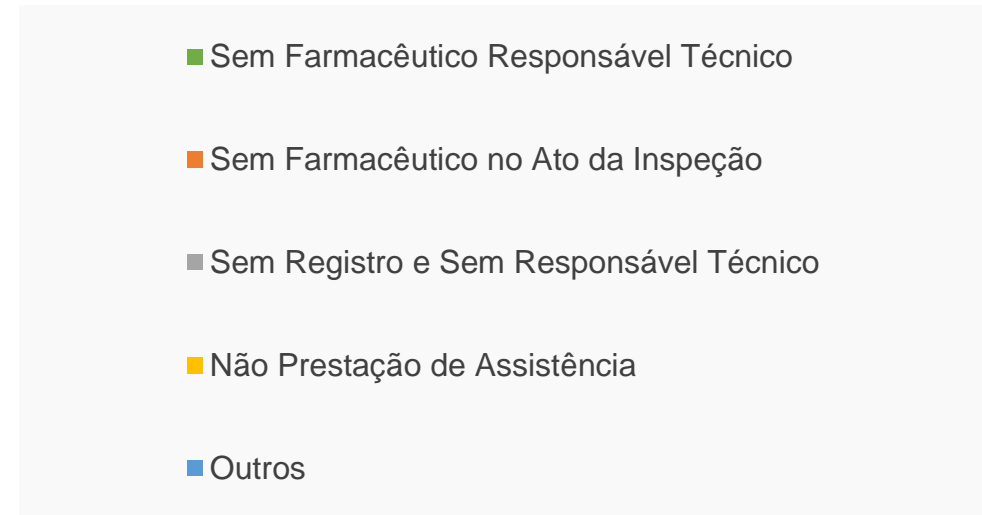 Sem Farmacêutico Responsável Técnico
Sem Farmacêutico no Ato da Inspeção
Sem Registro e Sem Responsável Técnico
Não Prestação de Assistência
Outros